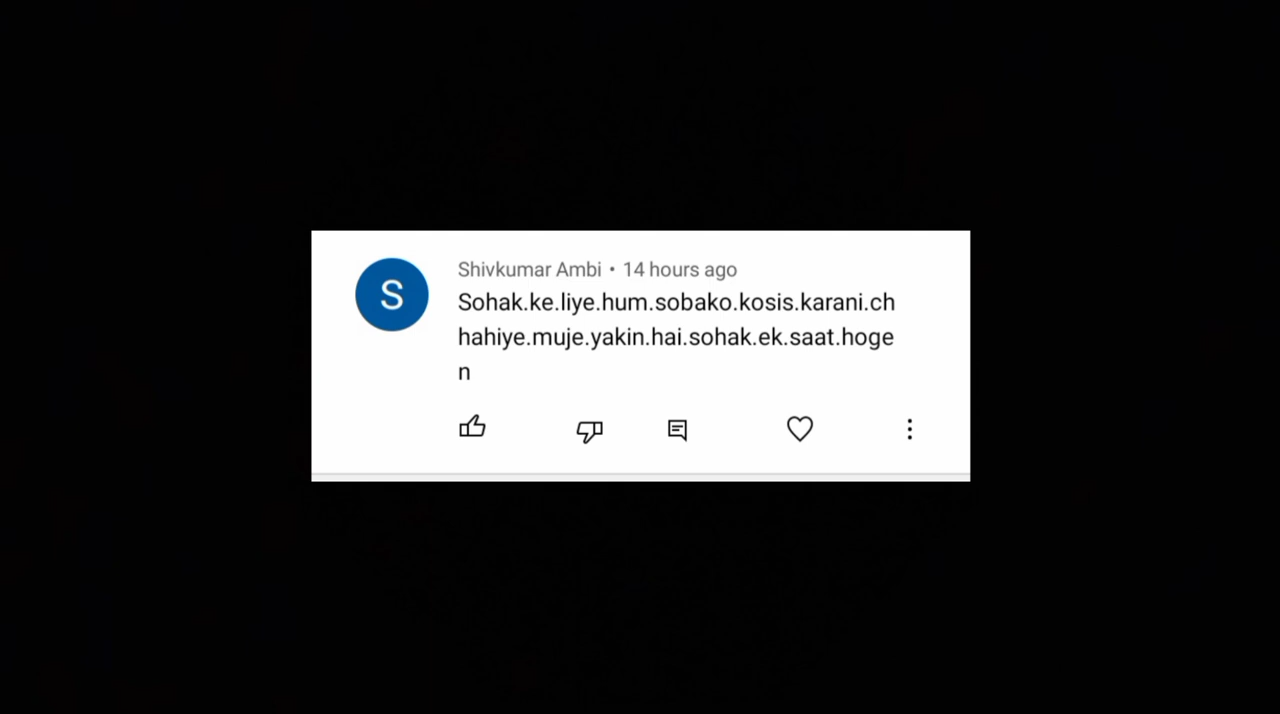 S
Shivkumar Ambi • 14 hours ago
Sohak.ke.liye.hum.sobako.kosis.karani.ch
hahiye.muje.yakin.hai.sohak.ek.saat.hoge
n